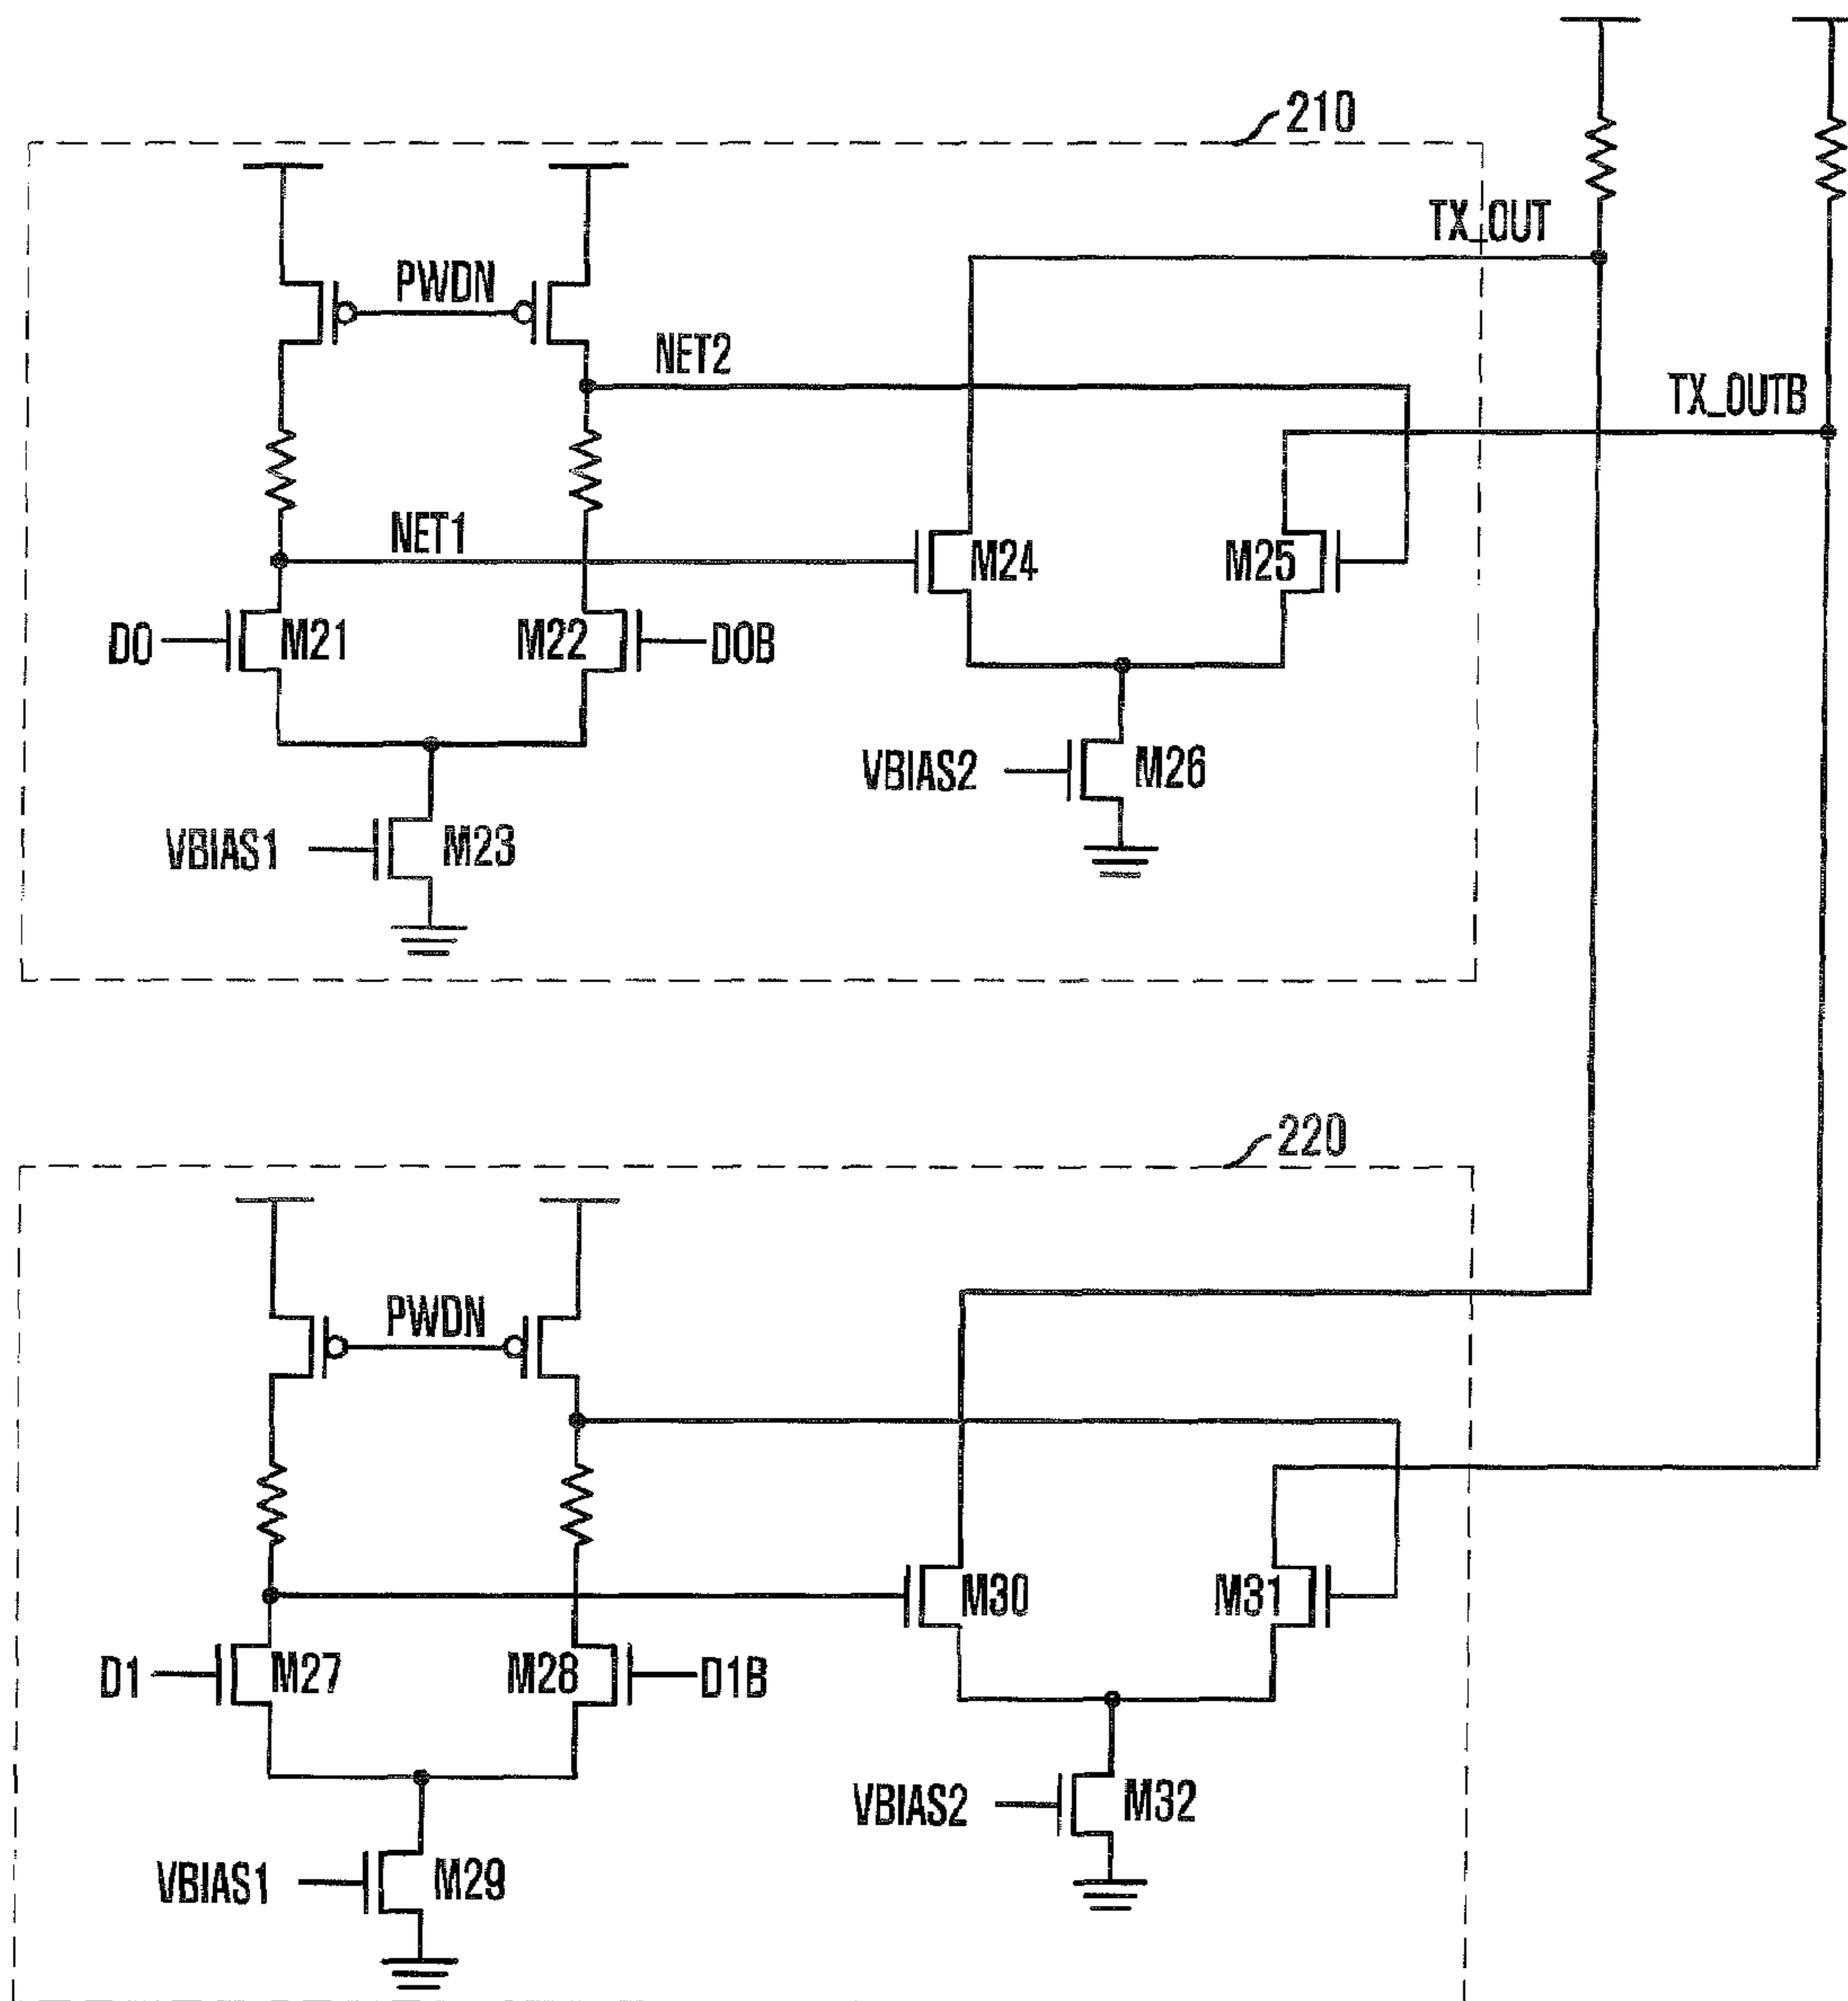 210
TX_OUT
PWDN
NET2
TX_OUTB
NET1
M24
M25
D0
M21
M22
D0B
VBIAS2
M26
VBIAS1
M23
220
PWDN
M30
M31
D1
M27
M28
D1B
VBIAS2
M32
VBIAS1
M29